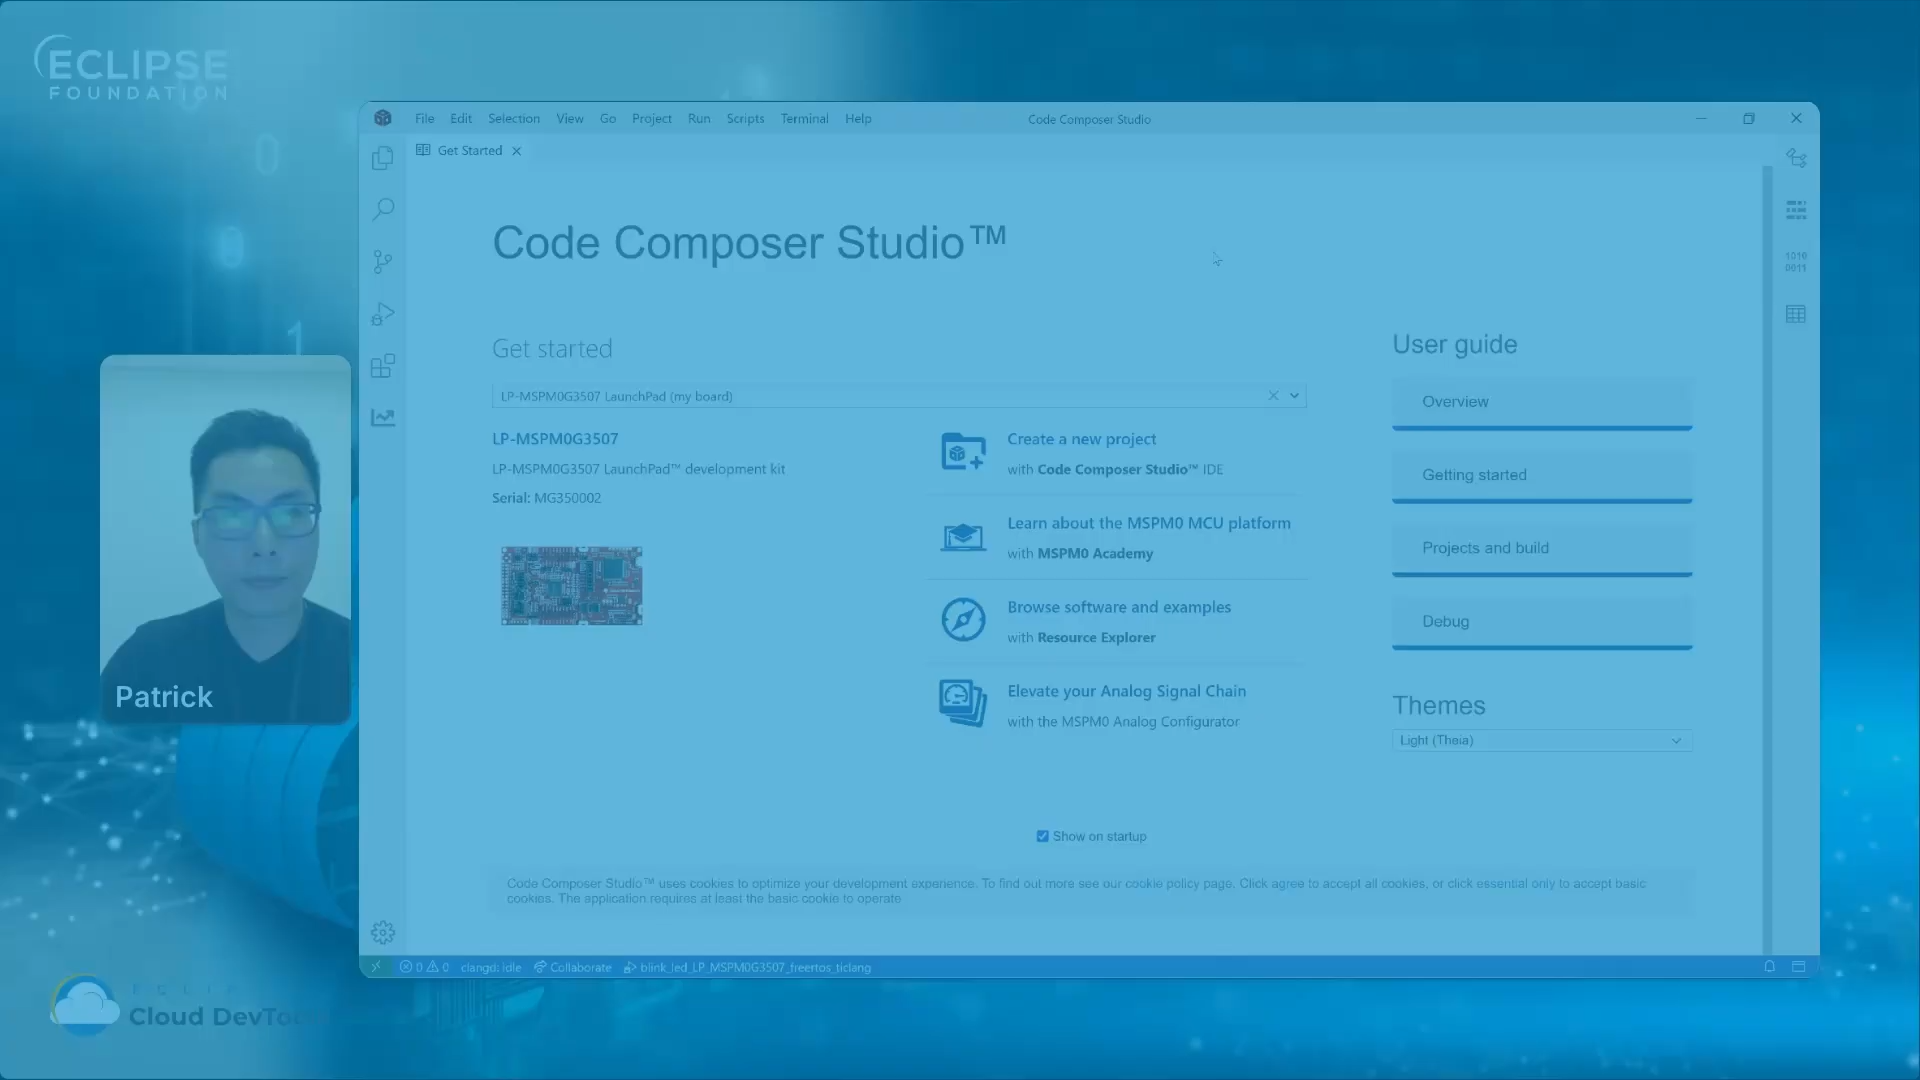 ECLIPSE
FOUNDATION
File Edit Selection View Go Project Run Scripts Terminal Help
Code Composer Studio
Get Started
Code Composer Studio™
Get started
LP-MSPM0G3507 LaunchPad (my board)
LP-MSPM0G3507
LP-MSPM0G3507 LaunchPad™ development kit
Serial: MG350002
Create a new project
with Code Composer Studio™ IDE
Learn about the MSPM0 MCU platform
with MSPM0 Academy
Browse software and examples
with Resource Explorer
Elevate your Analog Signal Chain
with the MSPM0 Analog Configurator
User guide
Overview
Getting started
Projects and build
Debug
Themes
Light (Theia)
1010
0011
0
0
1
Patrick
Show on startup
Code Composer Studio™ uses cookies to optimize your development experience. To find out more see our cookie policy page. Click agree to accept all cookies, or click essential only to accept basic
cookies. The application requires at least the basic cookie to operate
0 0 clangd: idle Collaborate blink_led_LP_MSPM0G3507_freertos_ticlang
Cloud DevToo